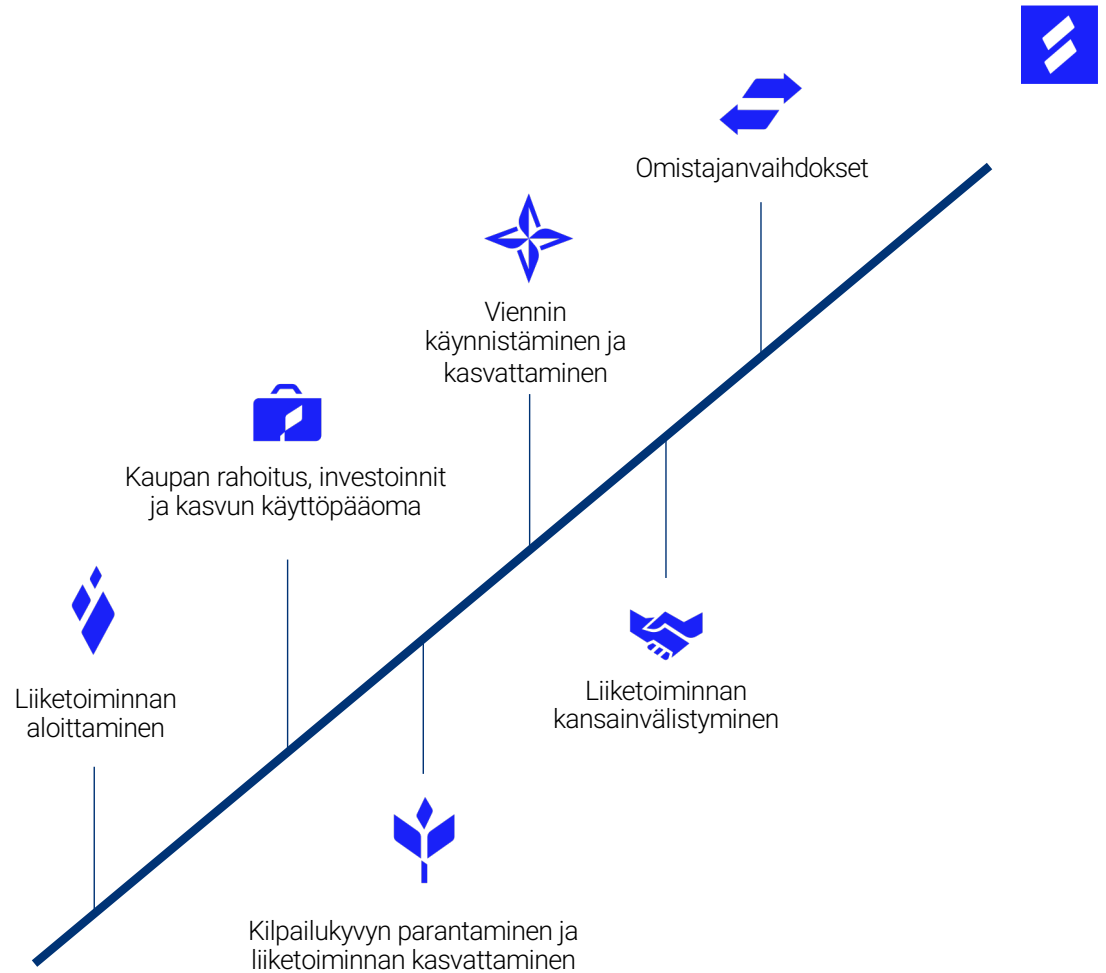 Omistajanvaihdokset
Viennin
käynnistäminen ja
kasvattaminen
Kaupan rahoitus, investoinnit
ja kasvun käyttöpääoma
Liiketoiminnan
aloittaminen
Liiketoiminnan
kansainvälistyminen
Kilpailukyvyn parantaminen ja
liiketoiminnan kasvattaminen